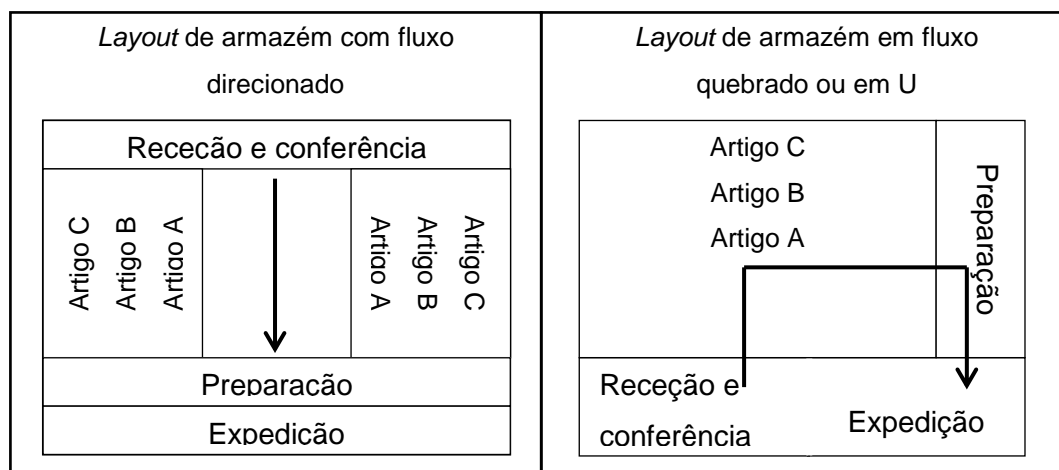 Layout de armazém com fluxo
direcionado
Receção e conferência
Artigo C
Artigo B
Artigo A
Artigo A
Artigo B
Artigo C
Preparação
Expedição
Layout de armazém em fluxo
quebrado ou em U
Artigo C
Artigo B
Artigo A
Preparação
Receção e
conferência
Expedição